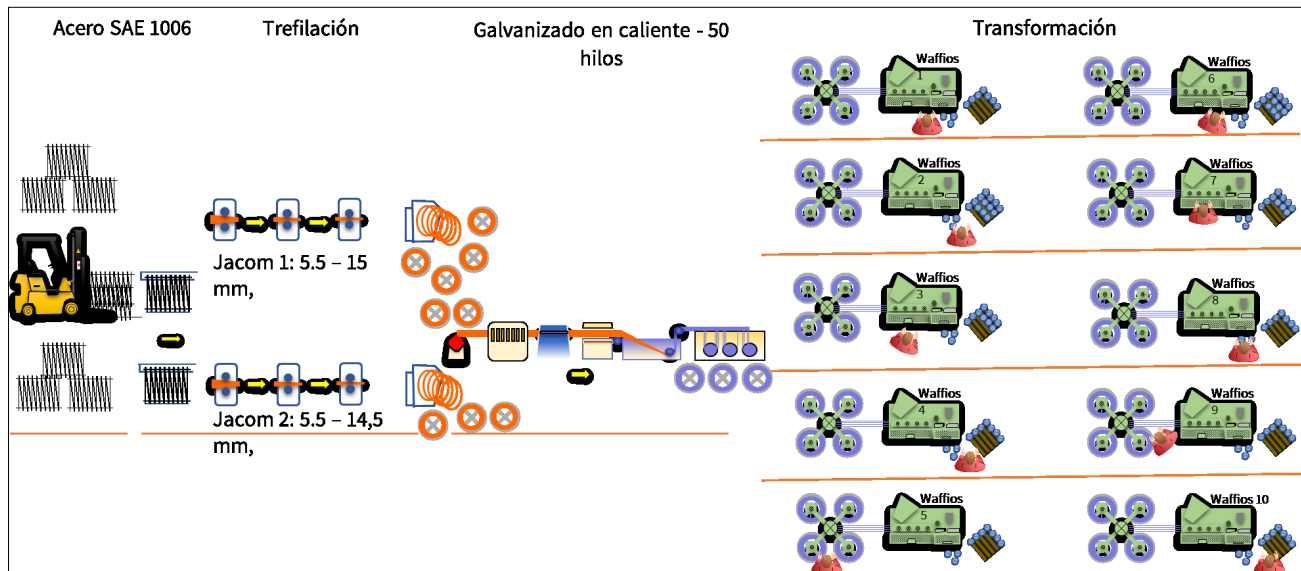 Acero SAE 1006
Trefilación
Galvanizado en caliente - 50
hilos
Transformación
Jacom 1: 5.5 – 15
mm,
Jacom 2: 5.5 – 14,5
mm,
Waffios
1
Waffios
6
Waffios
2
Waffios
7
Waffios
3
Waffios
8
Waffios
4
Waffios
9
Waffios
5
Waffios 10